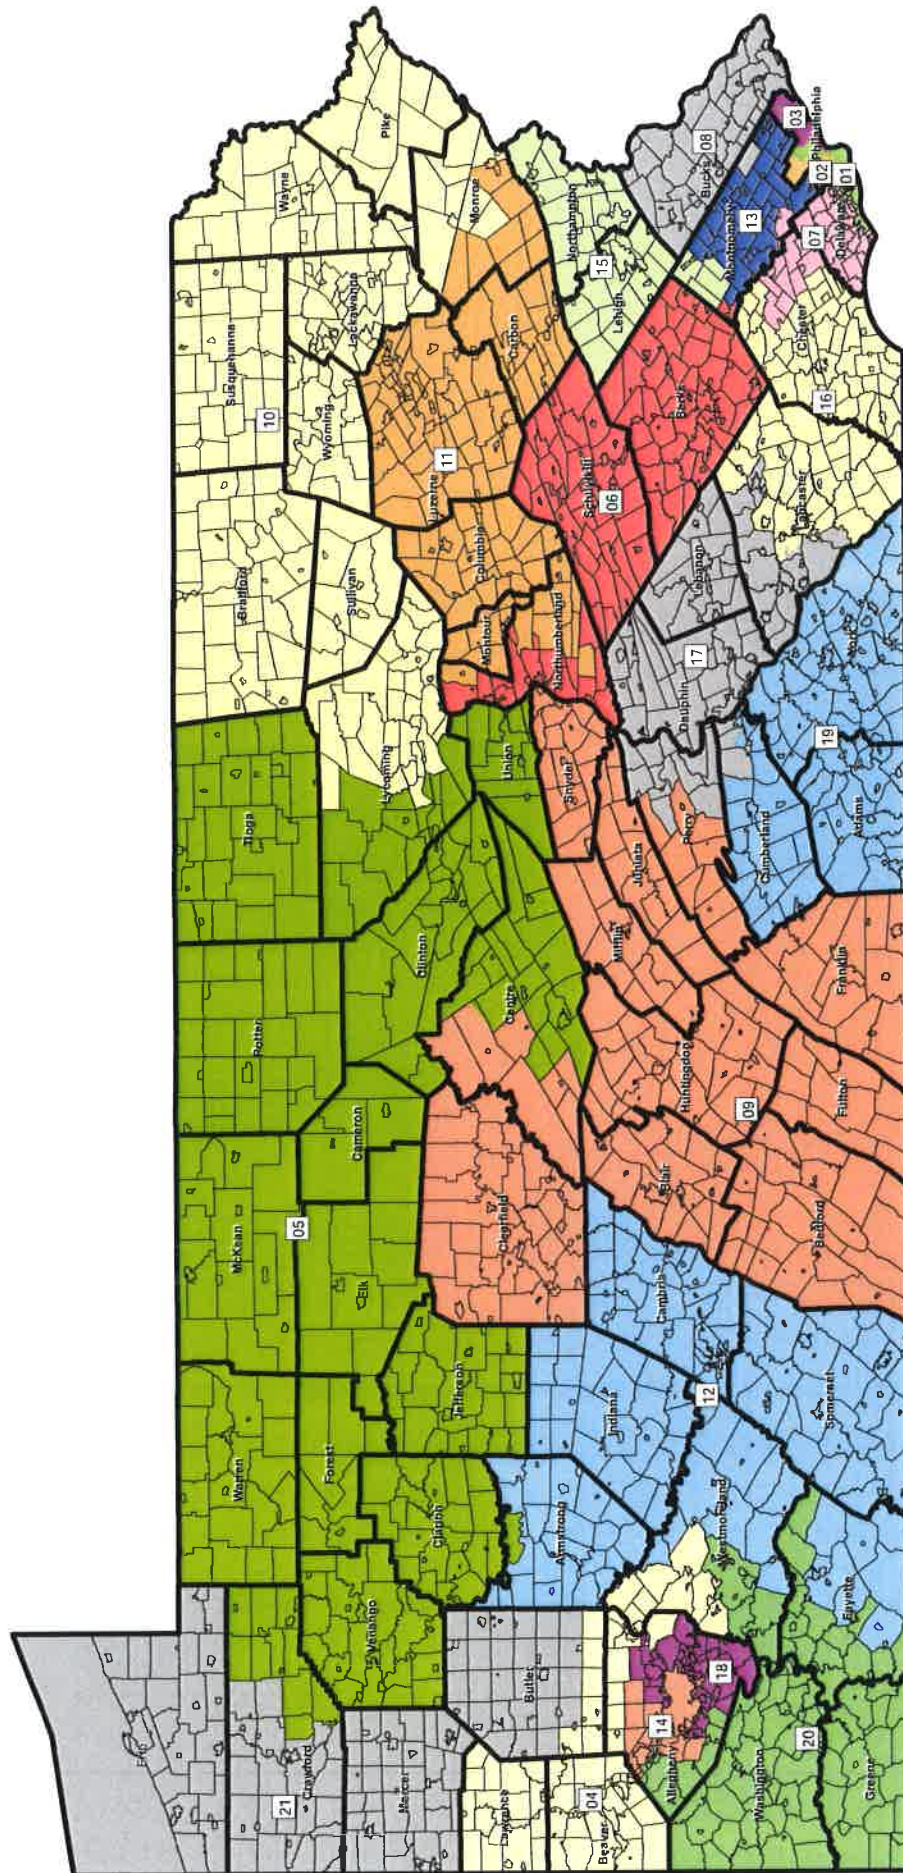 Erie
Crawford
21
Mercer
Lawrence
Beaver
04
Butler
Venango
Warren
Forest
Clarion
Armstrong
Allegheny
14
18
Washington
20
Greene
Fayette
Westmoreland
12
Indiana
Jefferson
Elk
McKean
05
Cameron
Potter
Clearfield
Cambria
Somerset
Blair
Bedford
Huntingdon
09
Fulton
Franklin
Centre
Clinton
Tioga
Lycoming
Union
Snyder
Mifflin
Juniata
Perry
Cumberland
Adams
19
York
Dauphin
17
Lebanon
Lancaster
Northumberland
Montour
Columbia
Sullivan
Bradford
Susquehanna
10
Wyoming
Lackawanna
Wayne
Pike
Monroe
Luzerne
11
Carbon
Schuylkill
06
Berks
Northampton
15
Lehigh
Bucks
08
Montgomery
13
Chester
16
07
Delaware
Philadelphia
03
02
01